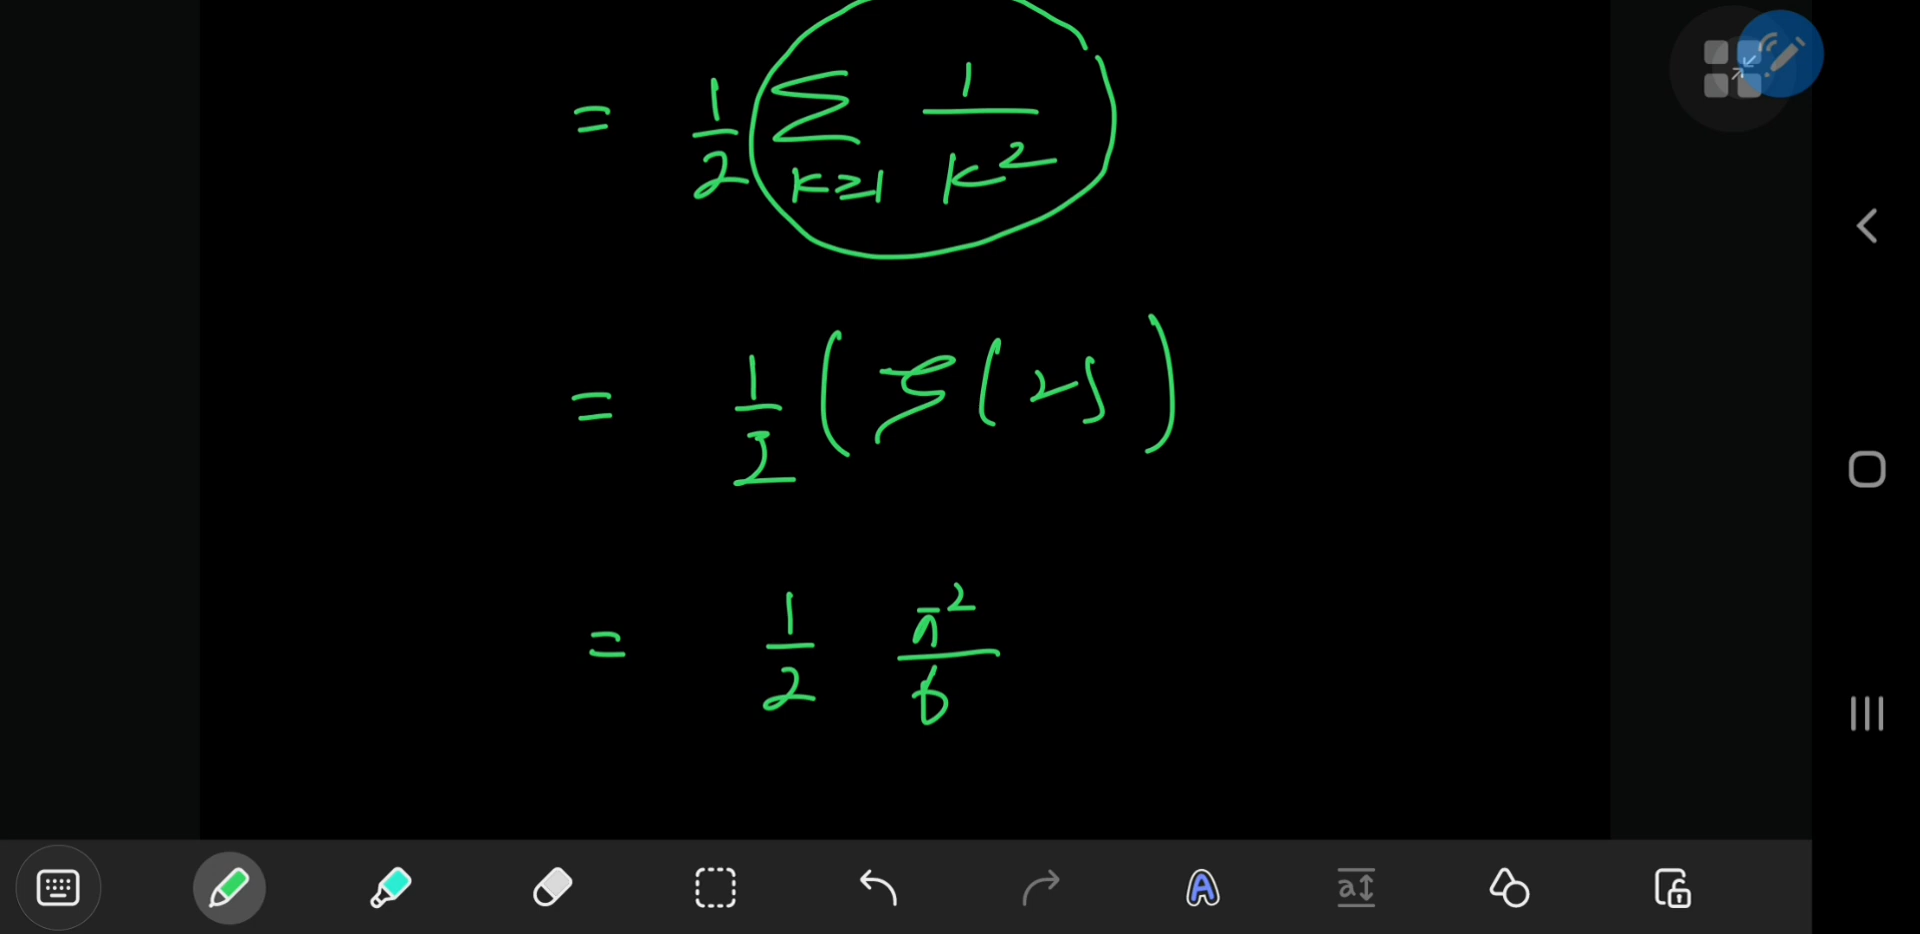 = 1/2 ∑_{k≥1} 1/k²
= 1/2 (ζ(2))
= 1/2 π²/6
A
a